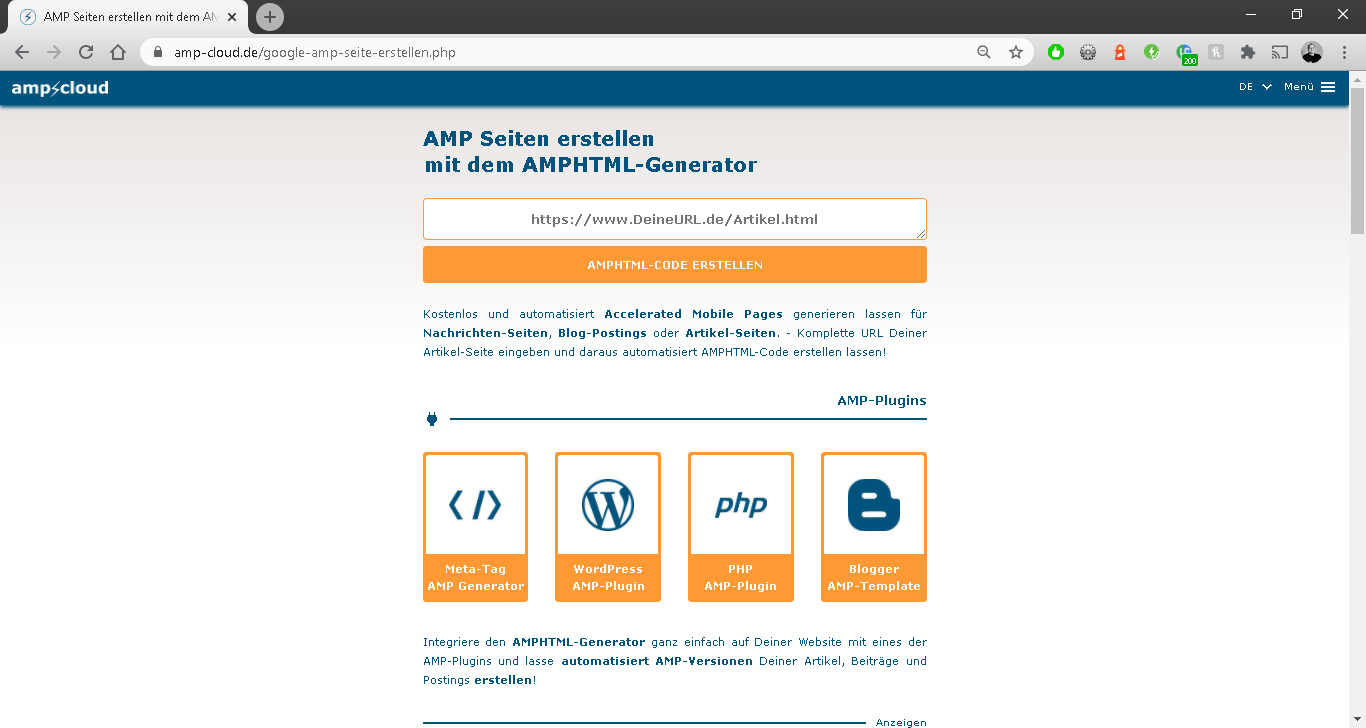 AMP Seiten erstellen mit dem AM
amp-cloud.de/google-amp-seite-erstellen.php
200
ampcloud
DE
Menü
AMP Seiten erstellen
mit dem AMPHTML-Generator
https://www.DeineURL.de/Artikel.html
AMPHTML-CODE ERSTELLEN
Kostenlos und automatisiert Accelerated Mobile Pages generieren lassen für
Nachrichten-Seiten, Blog-Postings oder Artikel-Seiten. - Komplette URL Deiner
Artikel-Seite eingeben und daraus automatisiert AMPHTML-Code erstellen lassen!
AMP-Plugins
php
Meta-Tag
AMP Generator
WordPress
AMP-Plugin
PHP
AMP-Plugin
Blogger
AMP-Template
Integriere den AMPHTML-Generator ganz einfach auf Deiner Website mit eines der
AMP-Plugins und lasse automatisiert AMP-Versionen Deiner Artikel, Beiträge und
Postings erstellen!
Anzeigen